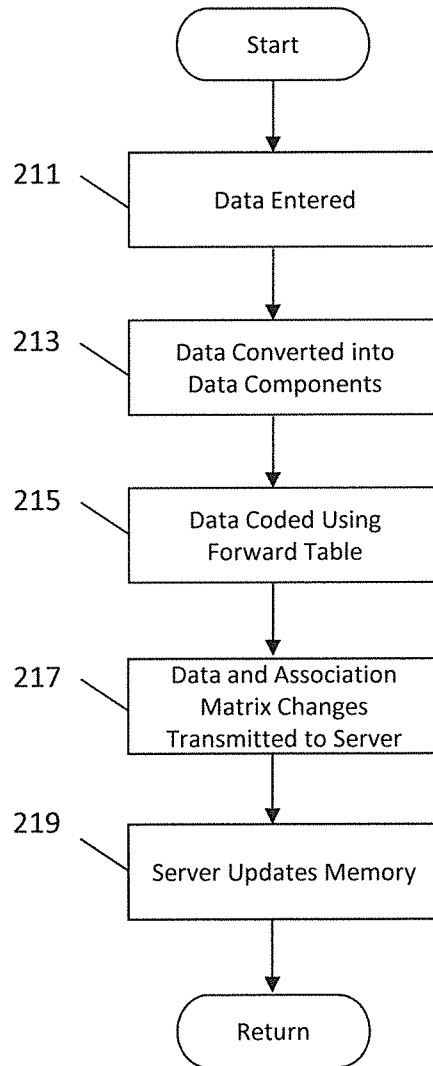 Start
211
Data Entered
213
Data Converted into
Data Components
215
Data Coded Using
Forward Table
217
Data and Association
Matrix Changes
Transmitted to Server
219
Server Updates Memory
Return